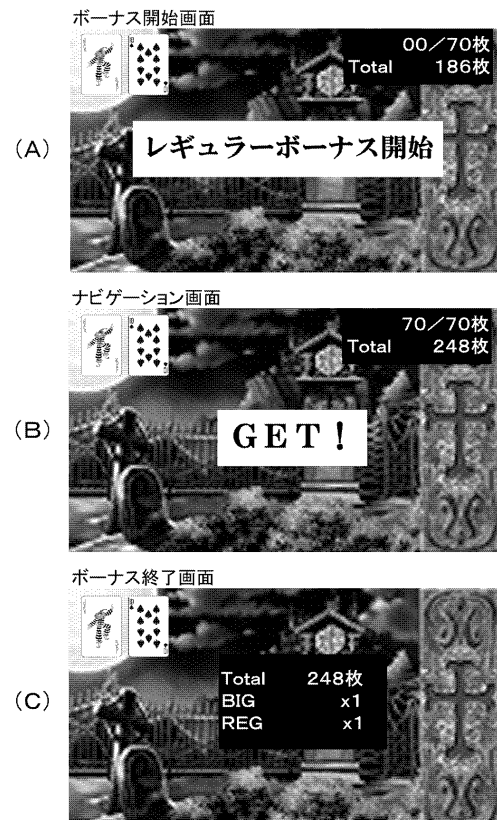 ボーナス開始画面
(A)
00/70枚
Total 186枚
レギュラーボーナス開始
ナビゲーション画面
(B)
70/70枚
Total 248枚
GET!
ボーナス終了画面
(C)
Total 248枚
BIG x1
REG x1